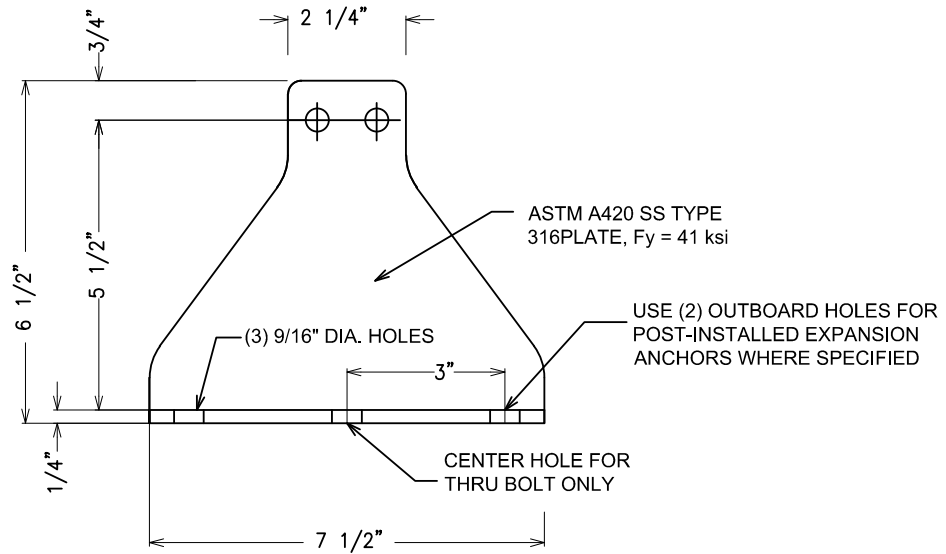 2 1/4"
3/4"
5 1/2"
6 1/2"
ASTM A420 SS TYPE
316PLATE, Fy = 41 ksi
USE (2) OUTBOARD HOLES FOR
POST-INSTALLED EXPANSION
ANCHORS WHERE SPECIFIED
(3) 9/16" DIA. HOLES
3"
1/4"
CENTER HOLE FOR
THRU BOLT ONLY
7 1/2"